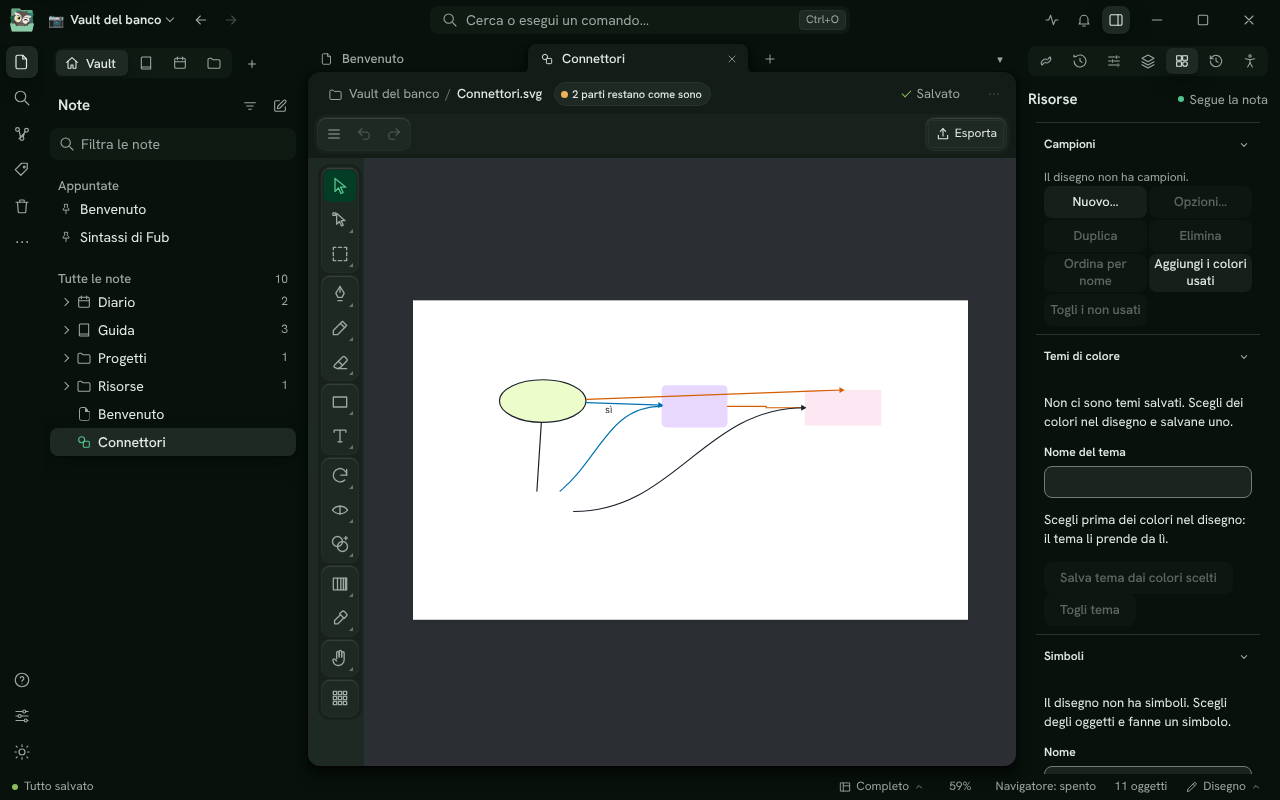 Vault del banco
Cerca o esegui un comando…
Ctrl+O
Vault
Benvenuto
Connettori
Note
Vault del banco / Connettori.svg
2 parti restano come sono
Salvato
Risorse
Segue la nota
Esporta
Filtra le note
Appuntate
Benvenuto
Sintassi di Fub
Tutte le note
10
Diario
2
Guida
3
Progetti
1
Risorse
1
Benvenuto
Connettori
sì
Campioni
Il disegno non ha campioni.
Nuovo…
Opzioni…
Duplica
Elimina
Ordina per nome
Aggiungi i colori usati
Togli i non usati
Temi di colore
Non ci sono temi salvati. Scegli dei
colori nel disegno e salvane uno.
Nome del tema
Scegli prima dei colori nel disegno:
il tema li prende da lì.
Salva tema dai colori scelti
Togli tema
Simboli
Il disegno non ha simboli. Scegli
degli oggetti e fanne un simbolo.
Nome
Tutto salvato
Completo
59%
Navigatore: spento
11 oggetti
Disegno